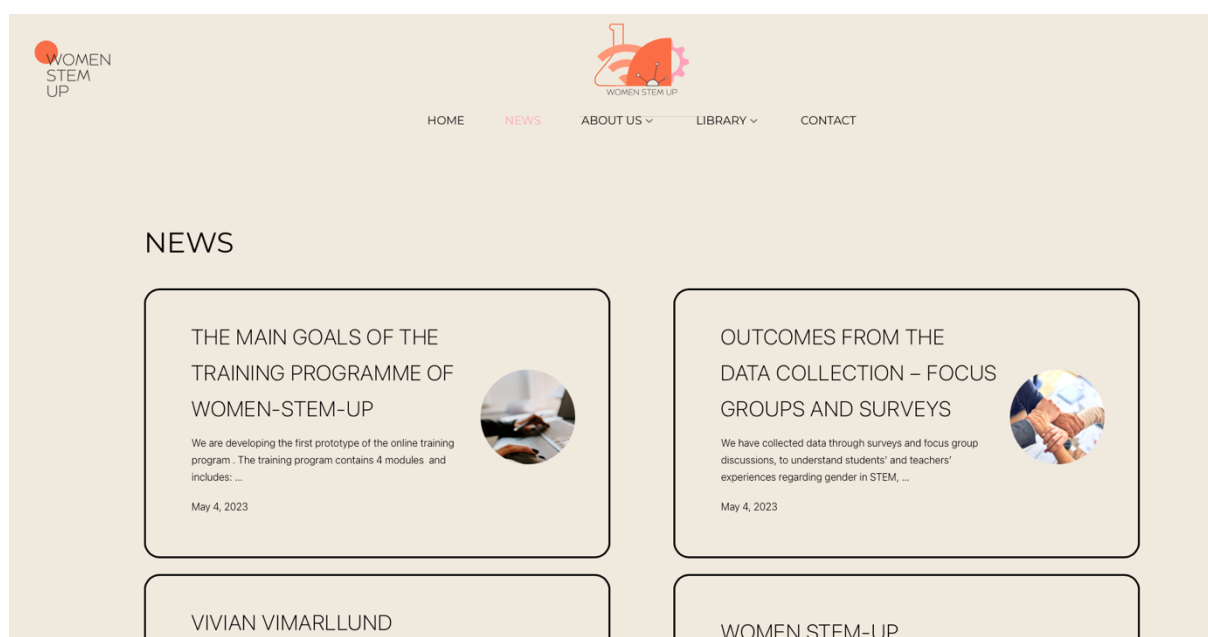 WOMEN
STEM
UP
WOMEN STEM UP
HOME NEWS ABOUT US LIBRARY CONTACT
NEWS
THE MAIN GOALS OF THE
TRAINING PROGRAMME OF
WOMEN-STEM-UP
We are developing the first prototype of the online training
program . The training program contains 4 modules and
includes: ...
May 4, 2023
OUTCOMES FROM THE
DATA COLLECTION – FOCUS
GROUPS AND SURVEYS
We have collected data through surveys and focus group
discussions, to understand students' and teachers'
experiences regarding gender in STEM, ...
May 4, 2023
VIVIAN VIMARLLUND
WOMEN STEM-UP